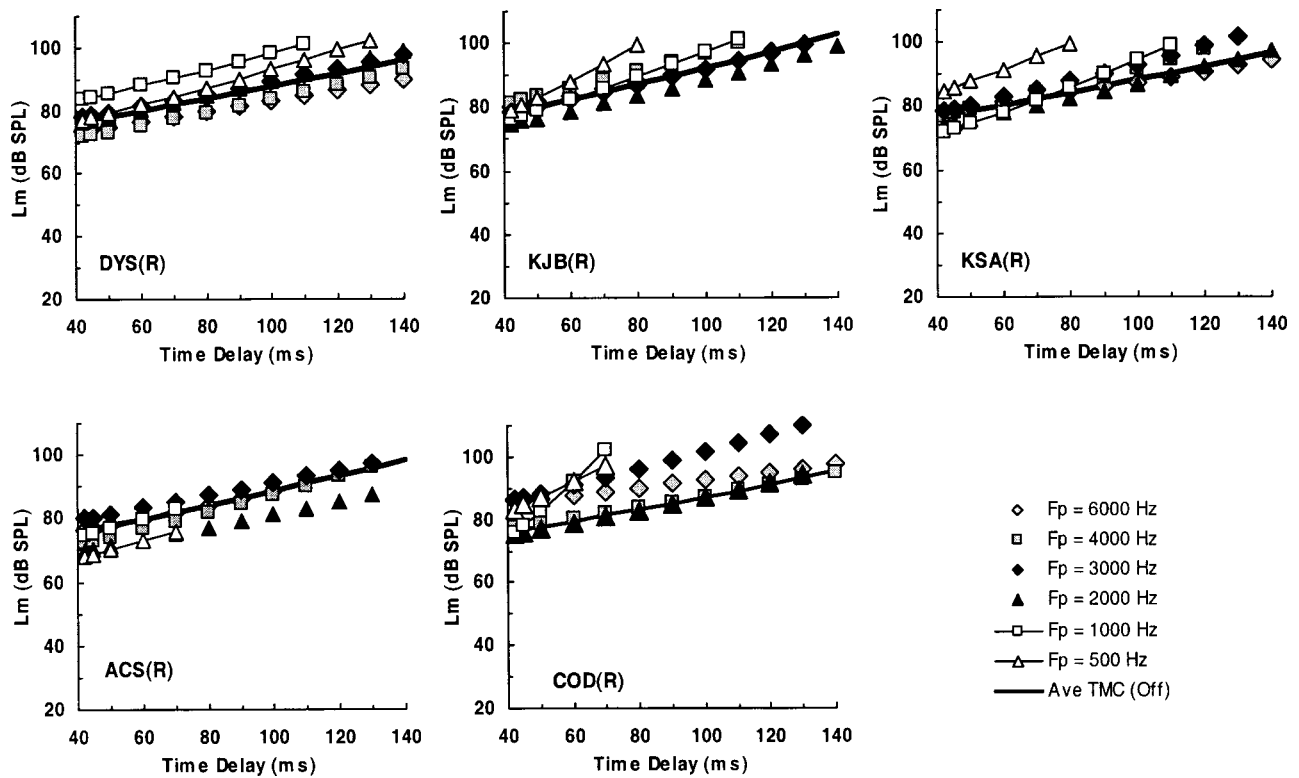 Lm (dB SPL)
100
80
60
40
20
DYS(R)
40 60 80 100 120 140
Time Delay (ms)
Lm (dB SPL)
100
80
60
40
20
KJB(R)
40 60 80 100 120 140
Time Delay (ms)
Lm (dB SPL)
100
80
60
40
20
KSA(R)
40 60 80 100 120 140
Time Delay (ms)
Lm (dB SPL)
100
80
60
40
20
ACS(R)
40 60 80 100 120 140
Time Delay (ms)
Lm (dB SPL)
100
80
60
40
20
COD(R)
40 60 80 100 120 140
Time Delay (ms)
Fp = 6000 Hz
Fp = 4000 Hz
Fp = 3000 Hz
Fp = 2000 Hz
Fp = 1000 Hz
Fp = 500 Hz
Ave TMC (Off)